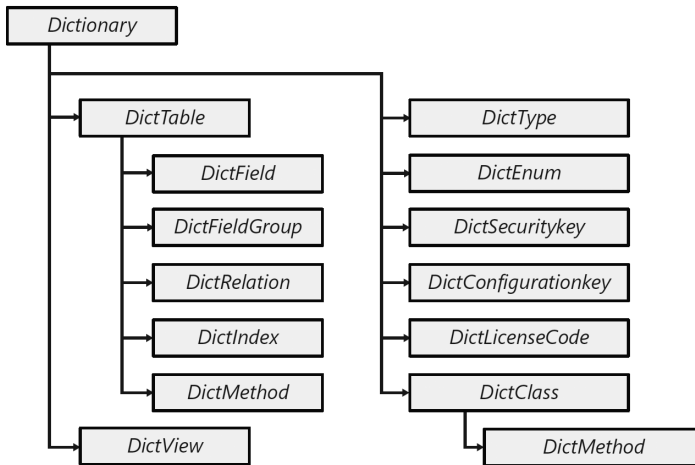 Dictionary
DictTable
DictField
DictFieldGroup
DictRelation
DictIndex
DictMethod
DictView
DictType
DictEnum
DictSecuritykey
DictConfigurationkey
DictLicenseCode
DictClass
DictMethod